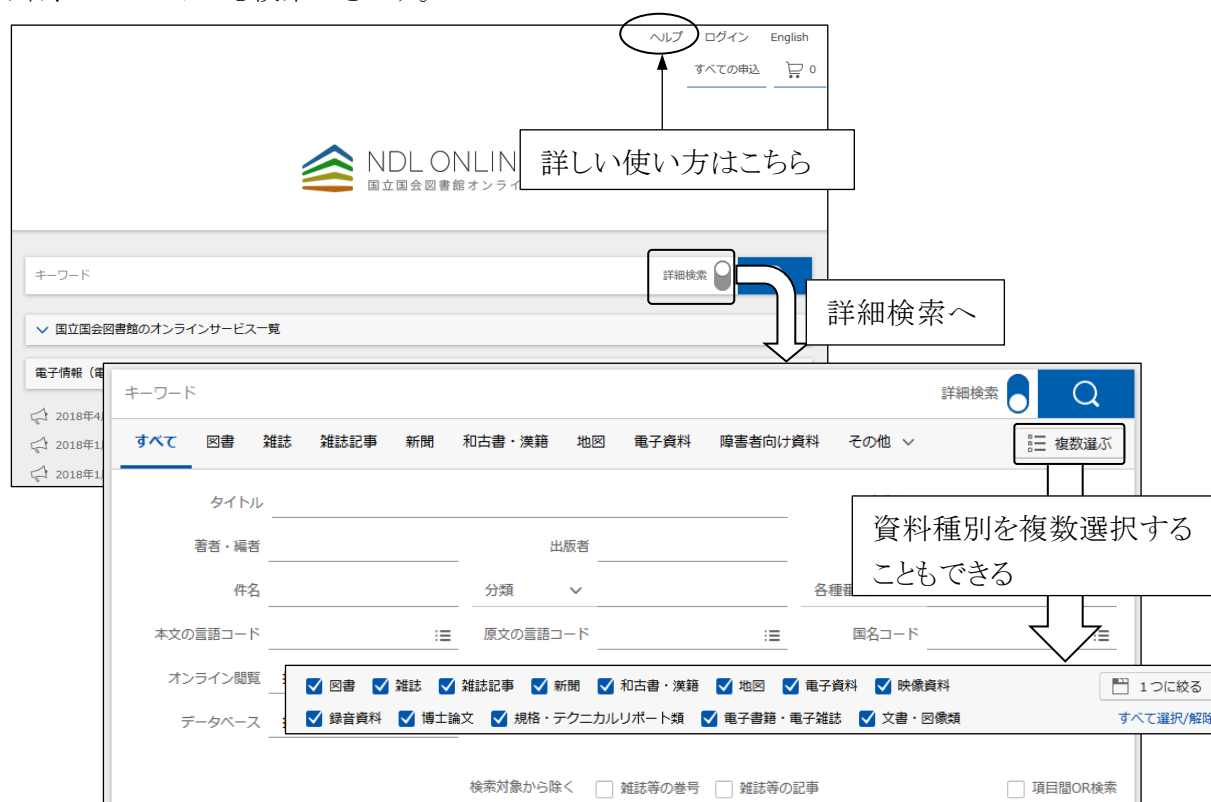 ヘルプ ログイン English
すべての申込 0
詳しい使い方はこちら
NDL ONLIN
国立国会図書館オンライ
キーワード 詳細検索
詳細検索へ
国立国会図書館のオンラインサービス一覧
電子情報（電
2018年4
2018年1
2018年1
キーワード 詳細検索
すべて 図書 雑誌 雑誌記事 新聞 和古書・漢籍 地図 電子資料 障害者向け資料 その他 複数選ぶ
タイトル
資料種別を複数選択する
こともできる
著者・編者 出版者
件名 分類 各種番
本文の言語コード 原文の言語コード 国名コード
オンライン閲覧
図書 雑誌 雑誌記事 新聞 和古書・漢籍 地図 電子資料 映像資料 1つに絞る
データベース
録音資料 博士論文 規格・テクニカルリポート類 電子書籍・電子雑誌 文書・図像類 すべて選択/解除
検索対象から除く 雑誌等の巻号 雑誌等の記事 項目間OR検索